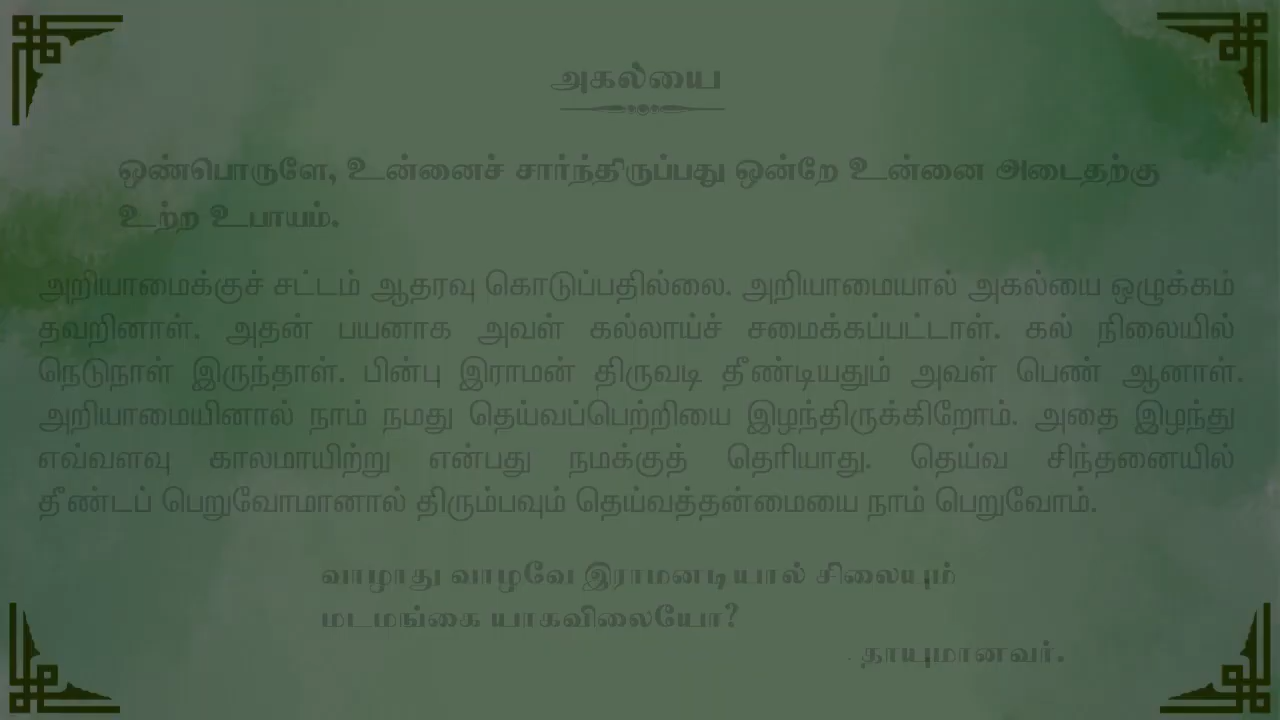 அகல்யை
ஒண்பொருளே, உன்னைச் சார்ந்திருப்பது ஒன்றே உன்னை அடைதற்கு
உற்ற உபாயம்.
அறியாமைக்குச் சட்டம் ஆதரவு கொடுப்பதில்லை. அறியாமையால் அகல்யை ஒழுக்கம்
தவறினாள். அதன் பயனாக அவள் கல்லாய்ச் சமைக்கப்பட்டாள். கல் நிலையில்
நெடுநாள் இருந்தாள். பின்பு இராமன் திருவடி தீண்டியதும் அவள் பெண் ஆனாள்.
அறியாமையினால் நாம் நமது தெய்வப்பெற்றியை இழந்திருக்கிறோம். அதை இழந்து
எவ்வளவு காலமாயிற்று என்பது நமக்குத் தெரியாது. தெய்வ சிந்தனையில்
தீண்டப் பெறுவோமானால் திரும்பவும் தெய்வத்தன்மையை நாம் பெறுவோம்.
வாழாது வாழவே இராமனடியால் சிலையும்
மடமங்கை யாகவிலையோ?
- தாயுமானவர்.